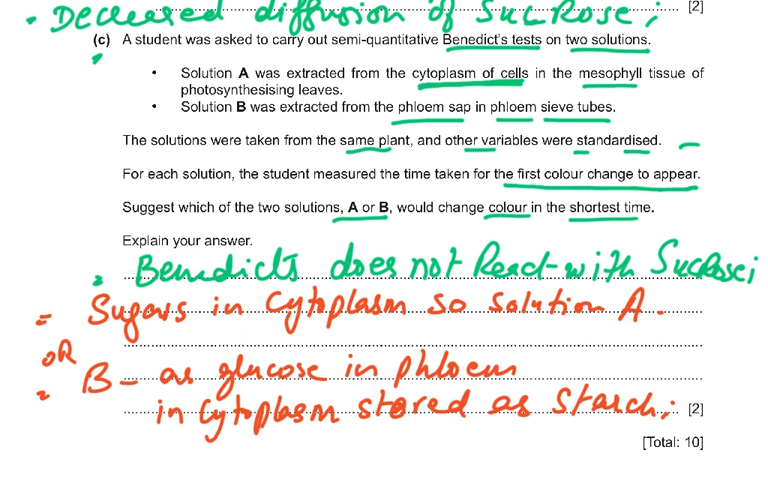 • Decreased diffusion of SUCROSE;
[2]
(c) A student was asked to carry out semi-quantitative Benedict's tests on two solutions.
• Solution A was extracted from the cytoplasm of cells in the mesophyll tissue of
photosynthesising leaves.
• Solution B was extracted from the phloem sap in phloem sieve tubes.
The solutions were taken from the same plant, and other variables were standardised.
For each solution, the student measured the time taken for the first colour change to appear.
Suggest which of the two solutions, A or B, would change colour in the shortest time.
Explain your answer.
Benedicts does not React with Sucrose;
= Sugars in Cytoplasm so Solution A.
OR
B – as glucose in phloem
in Cytoplasm stored as Starch; [2]
[Total: 10]